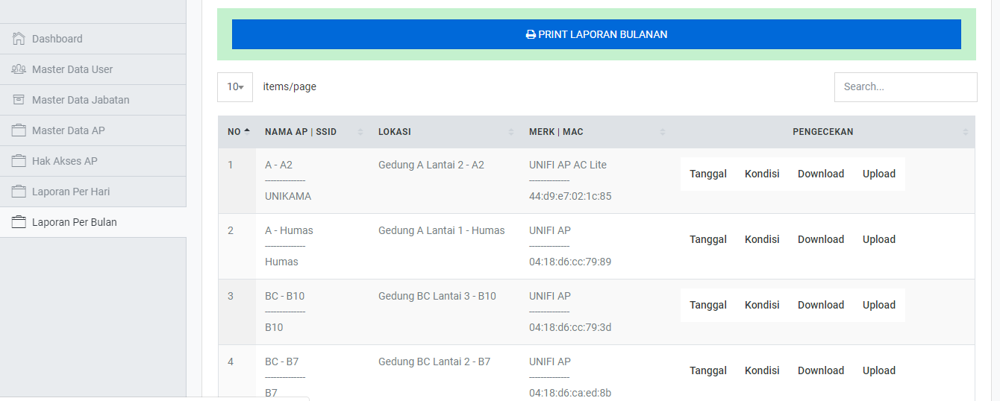 Dashboard
Master Data User
Master Data Jabatan
Master Data AP
Hak Akses AP
Laporan Per Hari
Laporan Per Bulan
PRINT LAPORAN BULANAN
10 items/page Search...
NO NAMA AP | SSID LOKASI MERK | MAC PENGECEKAN
1 A - A2 Gedung A Lantai 2 - A2 UNIFI AP AC Lite
-------------- --------------
Tanggal Kondisi Download Upload
UNIKAMA 44:d9:e7:02:1c:85
2 A - Humas Gedung A Lantai 1 - Humas UNIFI AP
-------------- --------------
Tanggal Kondisi Download Upload
Humas 04:18:d6:cc:79:89
3 BC - B10 Gedung BC Lantai 3 - B10 UNIFI AP
-------------- --------------
Tanggal Kondisi Download Upload
B10 04:18:d6:cc:79:3d
4 BC - B7 Gedung BC Lantai 2 - B7 UNIFI AP
-------------- --------------
Tanggal Kondisi Download Upload
B7 04:18:d6:ca:ed:8b